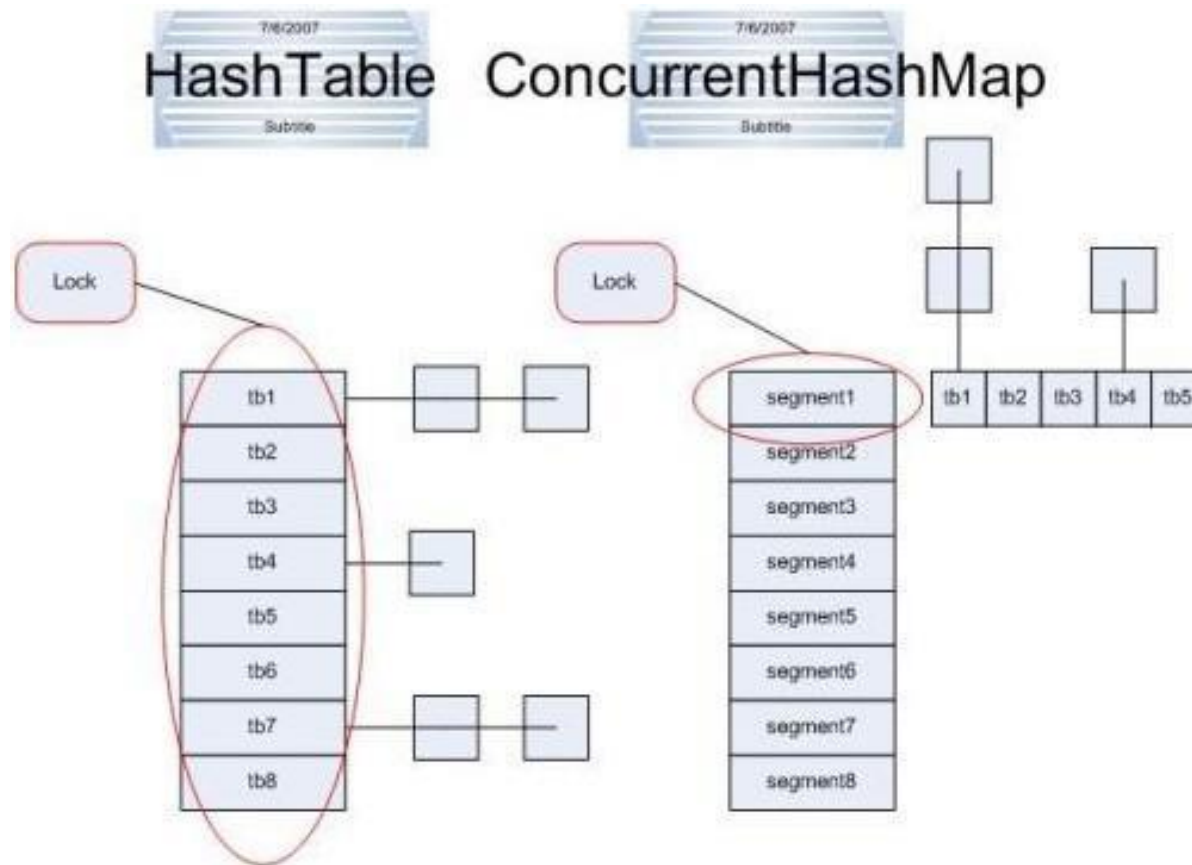 7/6/2007
HashTable
Subtitle
7/6/2007
ConcurrentHashMap
Subtitle
Lock
tb1
tb2
tb3
tb4
tb5
tb6
tb7
tb8
Lock
segment1
segment2
segment3
segment4
segment5
segment6
segment7
segment8
tb1 tb2 tb3 tb4 tb5